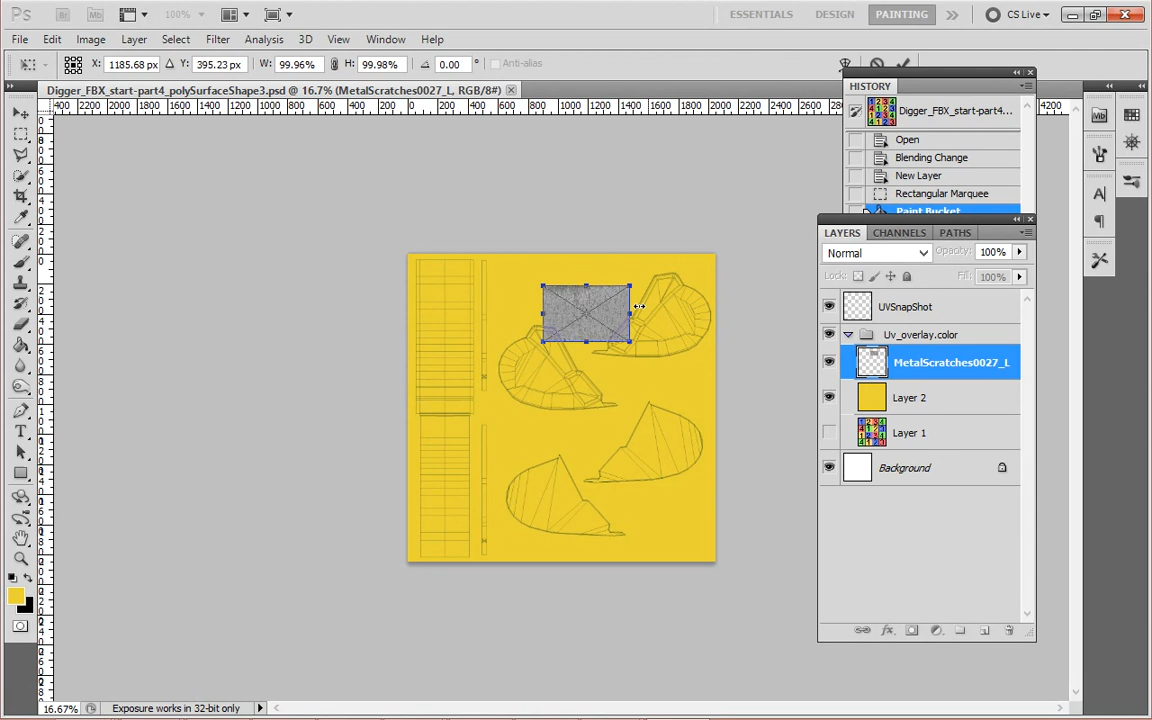 Ps Br Mb 100% ESSENTIALS DESIGN PAINTING CS Live
File Edit Image Layer Select Filter Analysis 3D View Window Help
X: 1185.68 px Y: 395.23 px W: 99.96% H: 99.98% 0.00 ° Anti-alias
Digger_FBX_start-part4_polySurfaceShape3.psd @ 16.7% (MetalScratches0027_L, RGB/8#)
HISTORY
Digger_FBX_start-part4...
Open
Blending Change
New Layer
Rectangular Marquee
Paint Bucket
LAYERS CHANNELS PATHS
Normal Opacity: 100%
Lock: Fill: 100%
UVSnapShot
Uv_overlay.color
MetalScratches0027_L
Layer 2
Layer 1
Background
16.67% Exposure works in 32-bit only